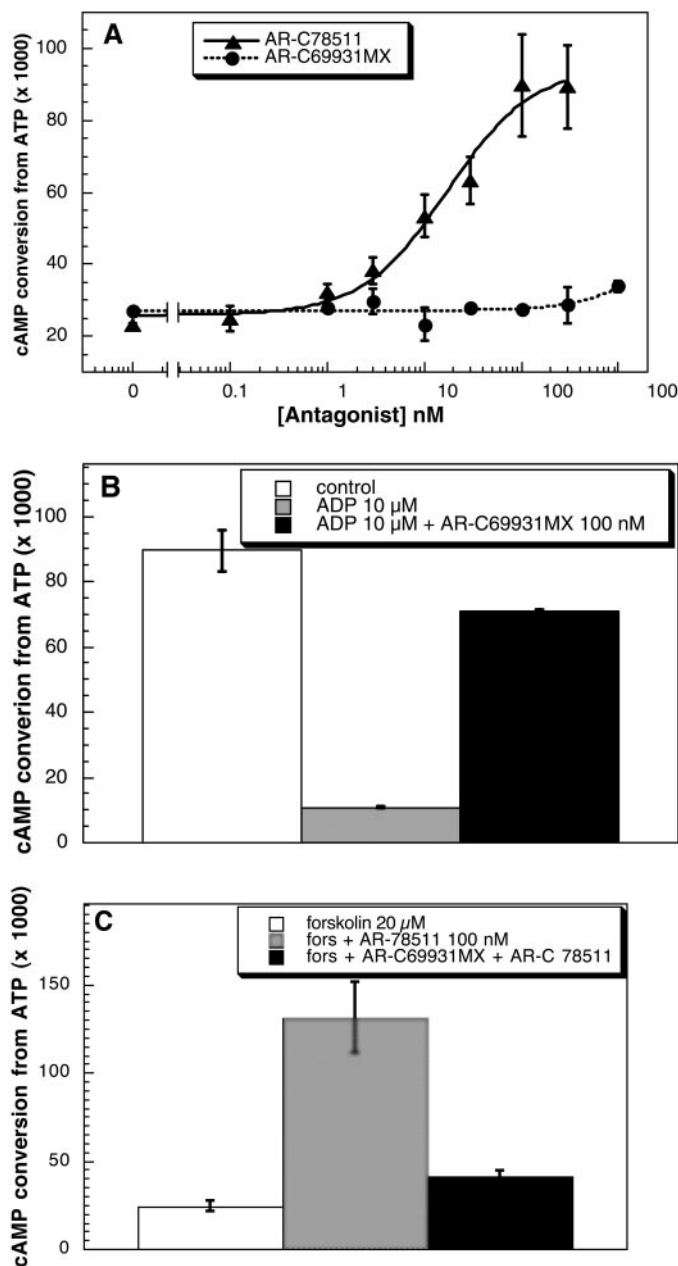 A
AR-C78511
AR-C69931MX
cAMP conversion from ATP (x 1000)
100
80
60
40
20
0 0.1 1 10 100 100
[Antagonist] nM
B
control
ADP 10 µM
ADP 10 µM + AR-C69931MX 100 nM
cAMP converion from ATP (x 1000)
100
80
60
40
20
0
C
forskolin 20 µM
fors + AR-78511 100 nM
fors + AR-C69931MX + AR-C 78511
cAMP conversion from ATP (x 1000)
150
100
50
0